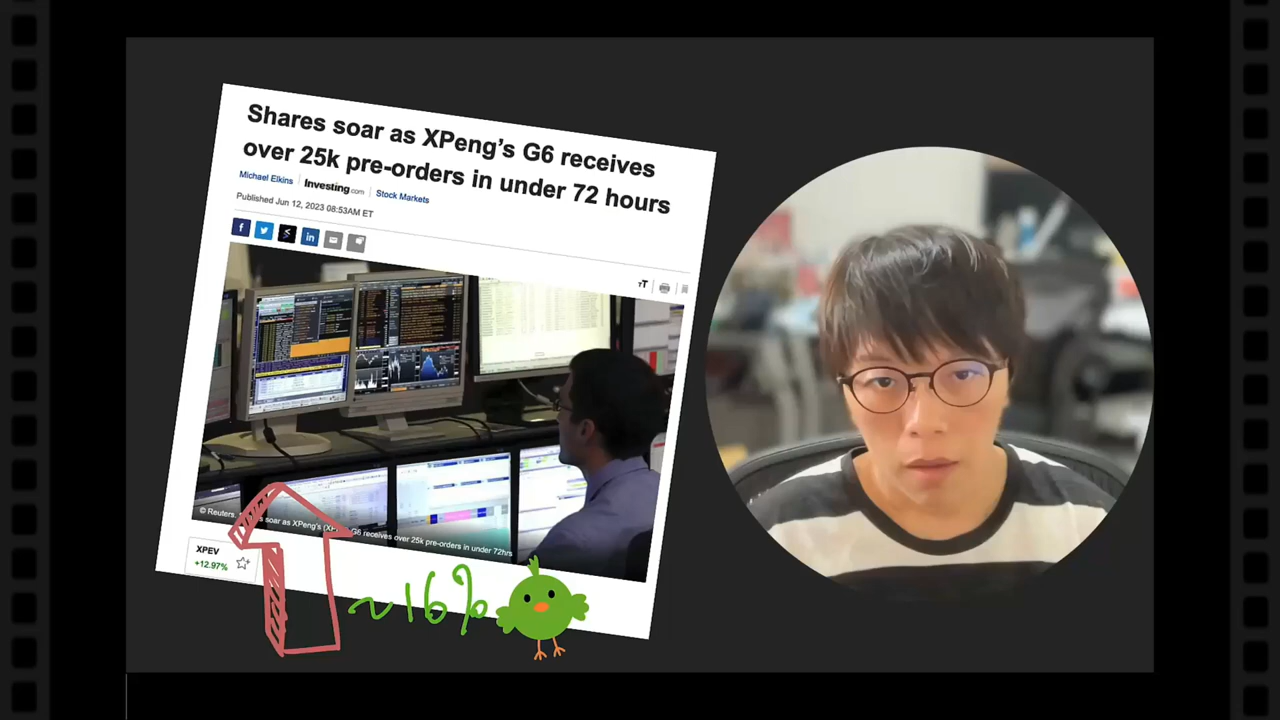 Shares soar as XPeng's G6 receives
over 25k pre-orders in under 72 hours
Michael Elkins | Investing.com | Stock Markets
Published Jun 12, 2023 08:53AM ET
© Reuters. soar as XPeng's (XP G6 receives over 25k pre-orders in under 72hrs
XPEV
+12.97%
~16%